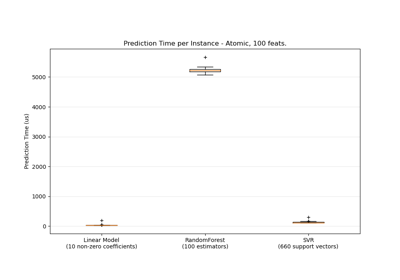 Prediction Time per Instance - Atomic, 100 feats.
Prediction Time (us)
5000
4000
3000
2000
1000
0
Linear Model
(10 non-zero coefficients)
RandomForest
(100 estimators)
SVR
(660 support vectors)